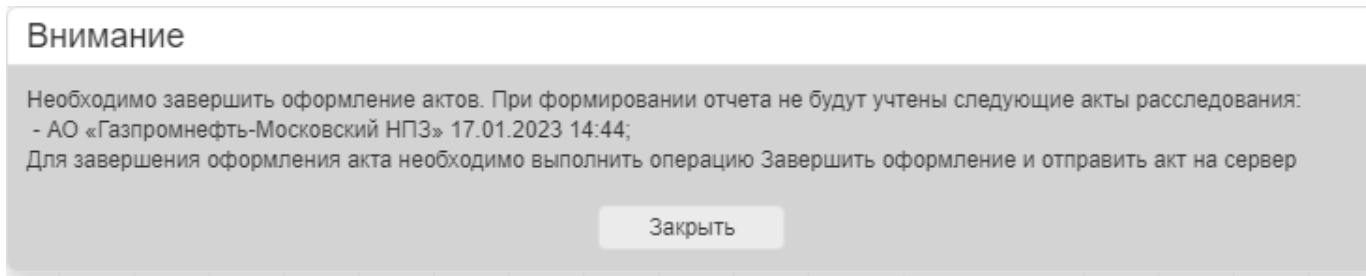 Внимание
Необходимо завершить оформление актов. При формировании отчета не будут учтены следующие акты расследования:
- АО «Газпромнефть-Московский НПЗ» 17.01.2023 14:44;
Для завершения оформления акта необходимо выполнить операцию Завершить оформление и отправить акт на сервер
Закрыть